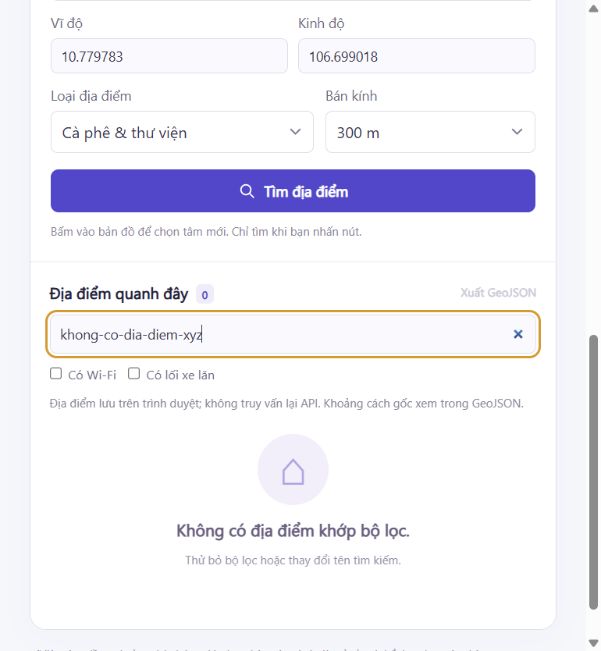 Vĩ độ Kinh độ
10.779783 106.699018
Loại địa điểm Bán kính
Cà phê & thư viện 300 m
Tìm địa điểm
Bấm vào bản đồ để chọn tâm mới. Chỉ tìm khi bạn nhấn nút.
Địa điểm quanh đây 0 Xuất GeoJSON
khong-co-dia-diem-xyz
Có Wi-Fi Có lối xe lăn
Địa điểm lưu trên trình duyệt; không truy vấn lại API. Khoảng cách gốc xem trong GeoJSON.
Không có địa điểm khớp bộ lọc.
Thử bỏ bộ lọc hoặc thay đổi tên tìm kiếm.